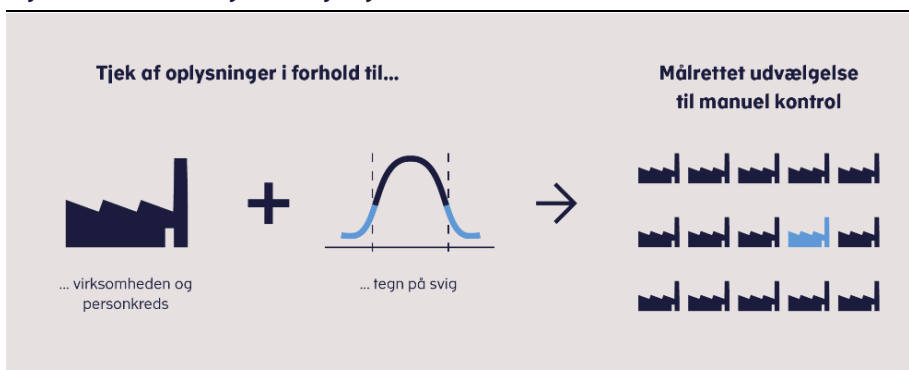 Tjek af oplysninger i forhold til...
Målrettet udvælgelse
til manuel kontrol
... virksomheden og
personkreds
... tegn på svig